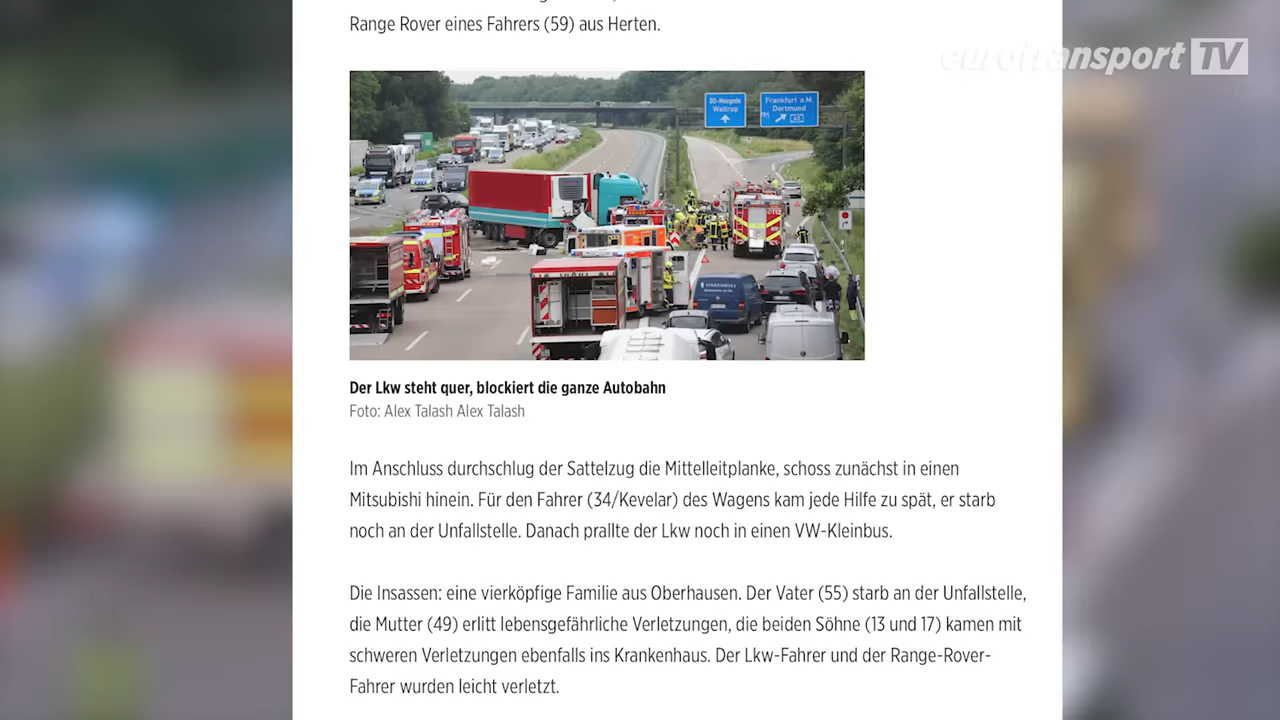 eurotransport TV
Range Rover eines Fahrers (59) aus Herten.
DO-Mengede
Waltrop
Frankfurt a.M.
Dortmund
Der Lkw steht quer, blockiert die ganze Autobahn
Foto: Alex Talash Alex Talash
Im Anschluss durchschlug der Sattelzug die Mittelleitplanke, schoss zunächst in einen
Mitsubishi hinein. Für den Fahrer (34/Kevelar) des Wagens kam jede Hilfe zu spät, er starb
noch an der Unfallstelle. Danach prallte der Lkw noch in einen VW-Kleinbus.
Die Insassen: eine vierköpfige Familie aus Oberhausen. Der Vater (55) starb an der Unfallstelle,
die Mutter (49) erlitt lebensgefährliche Verletzungen, die beiden Söhne (13 und 17) kamen mit
schweren Verletzungen ebenfalls ins Krankenhaus. Der Lkw-Fahrer und der Range-Rover-
Fahrer wurden leicht verletzt.